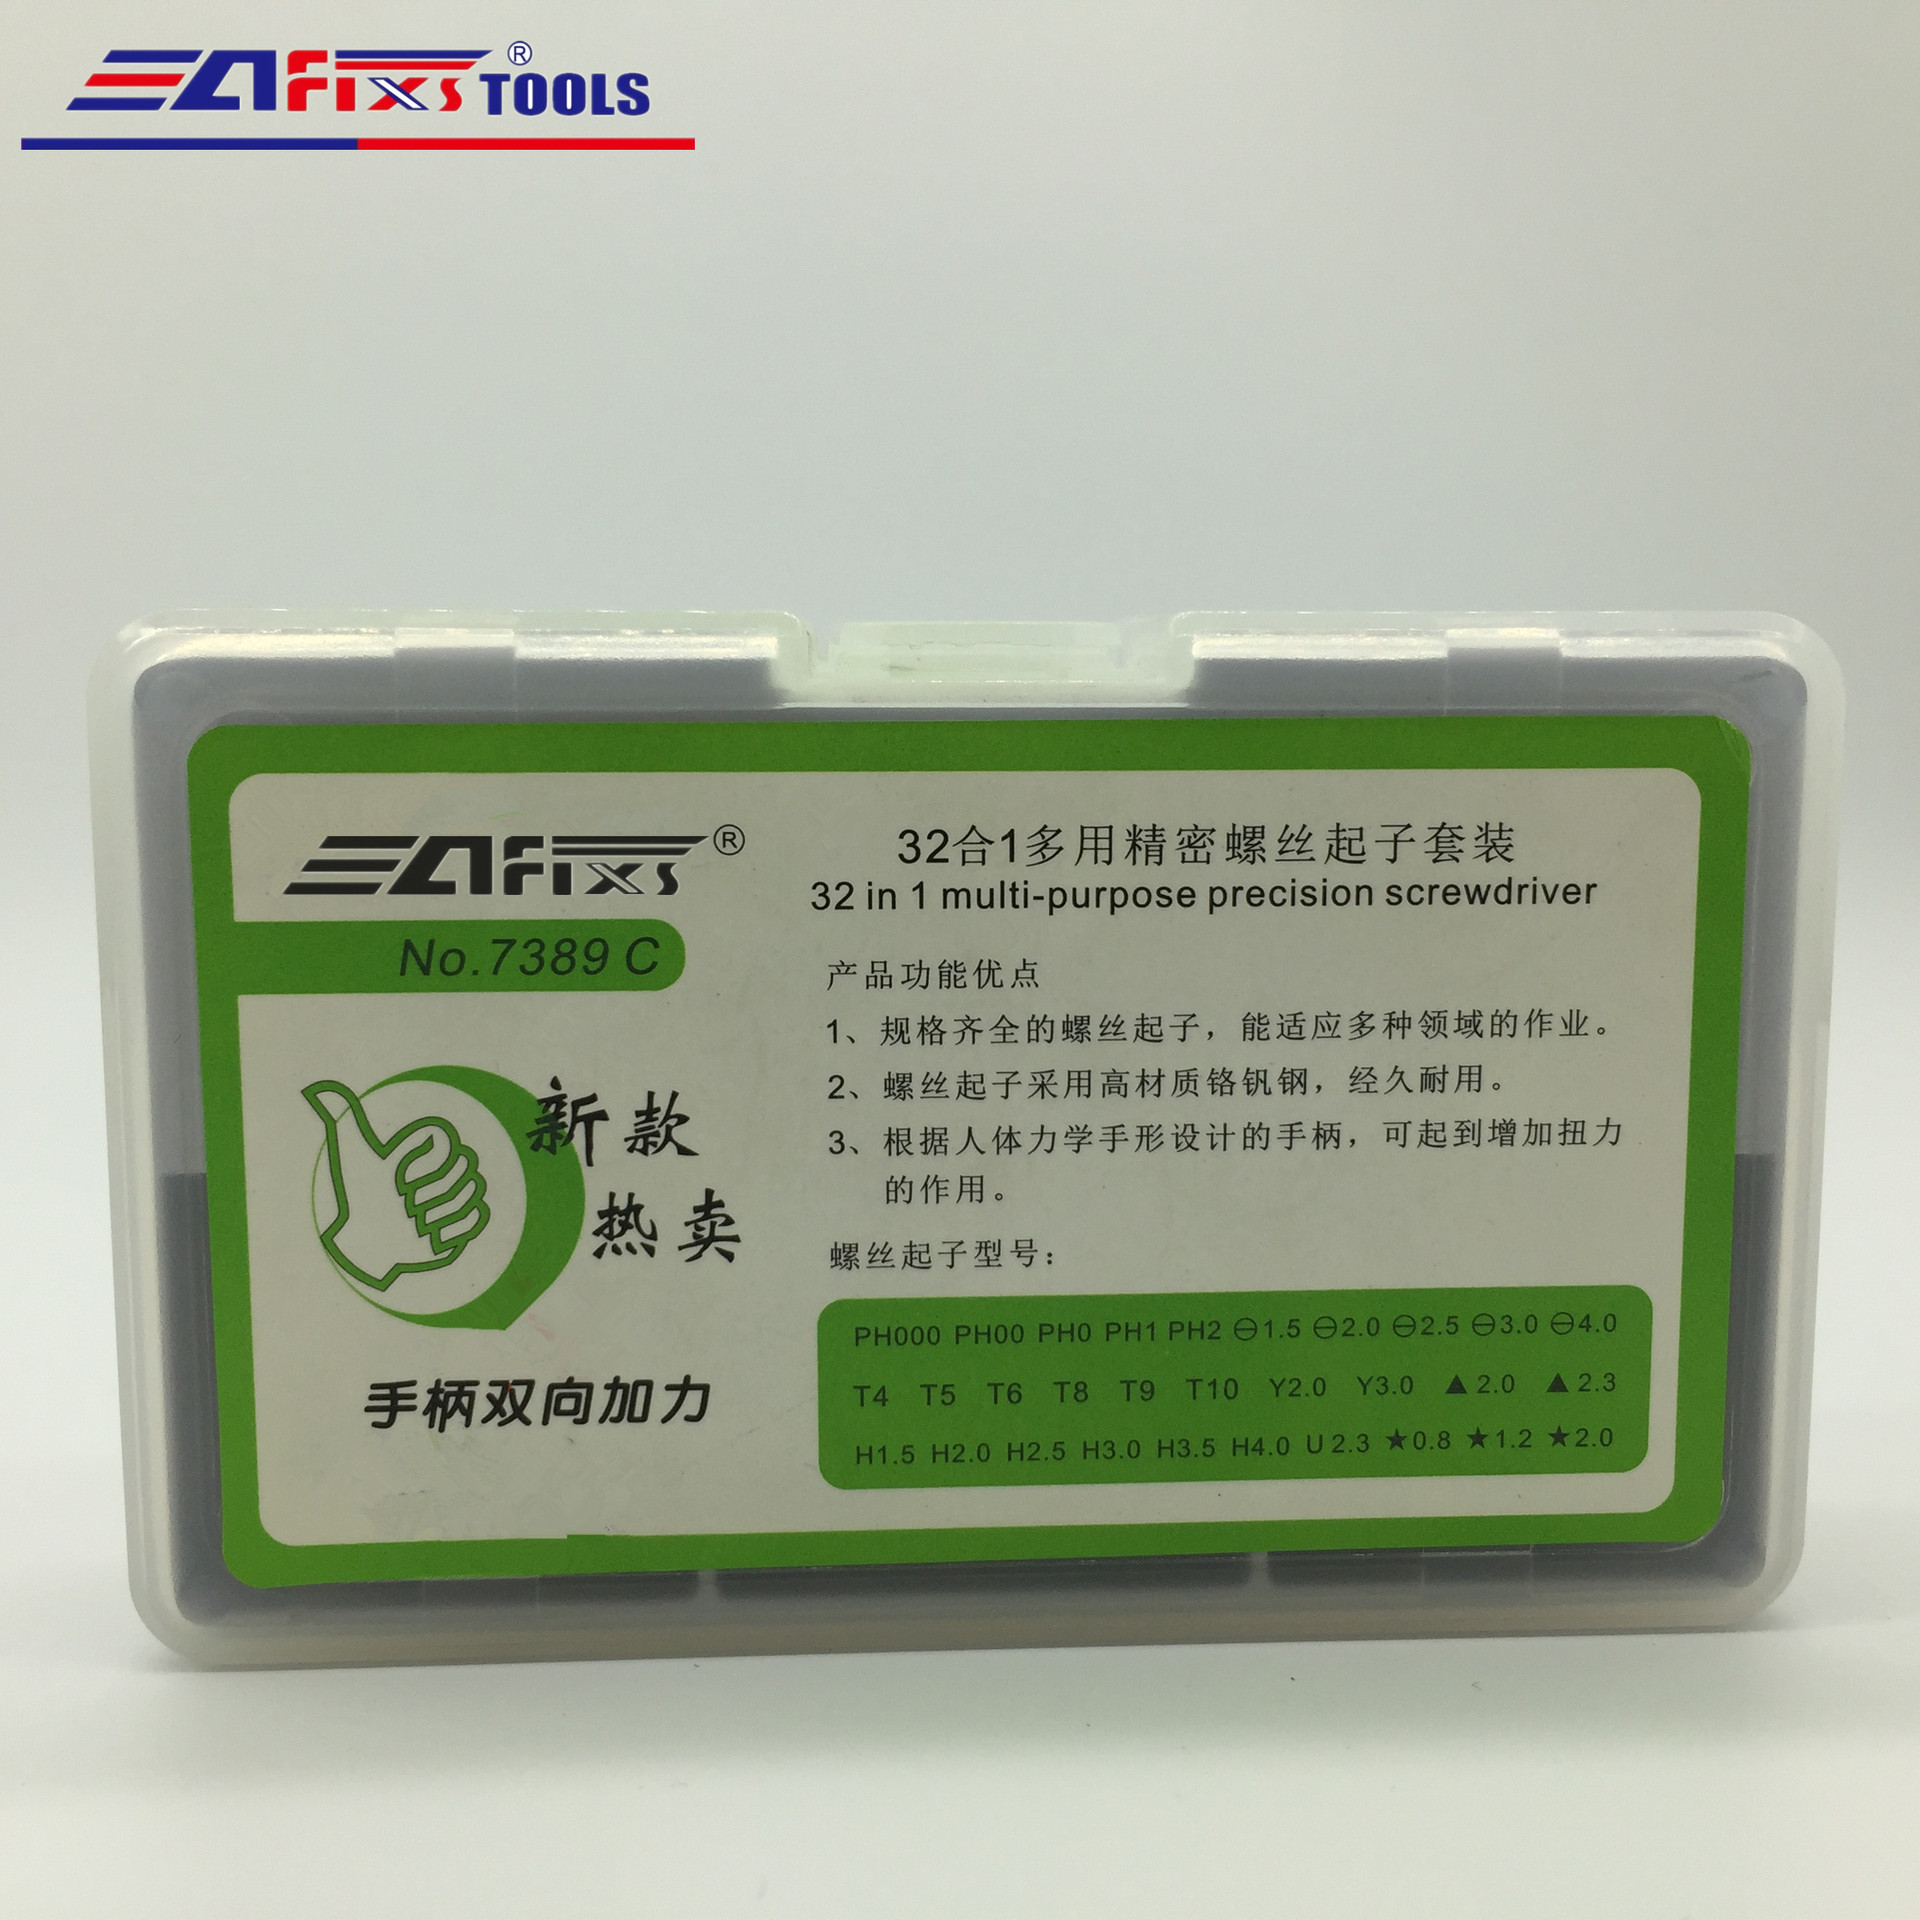 EAFixs® TOOLS
EAFixs®
No.7389 C
新款
热卖
手柄双向加力
32合1多用精密螺丝起子套装
32 in 1 multi-purpose precision screwdriver
产品功能优点
1、规格齐全的螺丝起子，能适应多种领域的作业。
2、螺丝起子采用高材质铬钒钢，经久耐用。
3、根据人体力学手形设计的手柄，可起到增加扭力
的作用。
螺丝起子型号：
PH000 PH00 PH0 PH1 PH2 ⊖1.5 ⊖2.0 ⊖2.5 ⊖3.0 ⊖4.0
T4 T5 T6 T8 T9 T10 Y2.0 Y3.0 ▲2.0 ▲2.3
H1.5 H2.0 H2.5 H3.0 H3.5 H4.0 U2.3 ★0.8 ★1.2 ★2.0